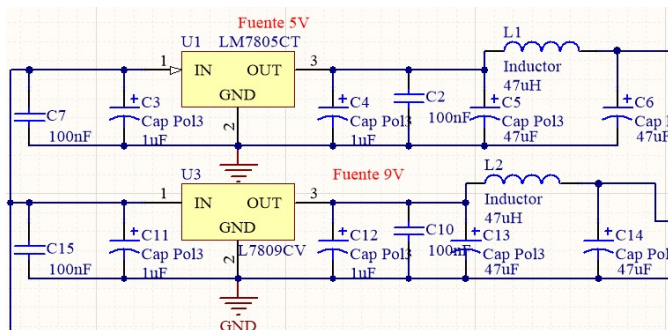 Fuente 5V
U1 LM7805CT
L1
1 IN OUT 3
Inductor
47uH
GND
2
C7
100nF
C3
Cap Pol3
1uF
C4
Cap Pol3
1uF
C2
100nF
C5
Cap Pol3
47uF
C6
Cap Pol3
47uF
Fuente 9V
U3
L2
1 IN OUT 3
Inductor
47uH
GND
2
L7809CV
C15
100nF
C11
Cap Pol3
1uF
C12
Cap Pol3
1uF
C10
100nF
C13
Cap Pol3
47uF
C14
Cap Pol3
47uF
GND